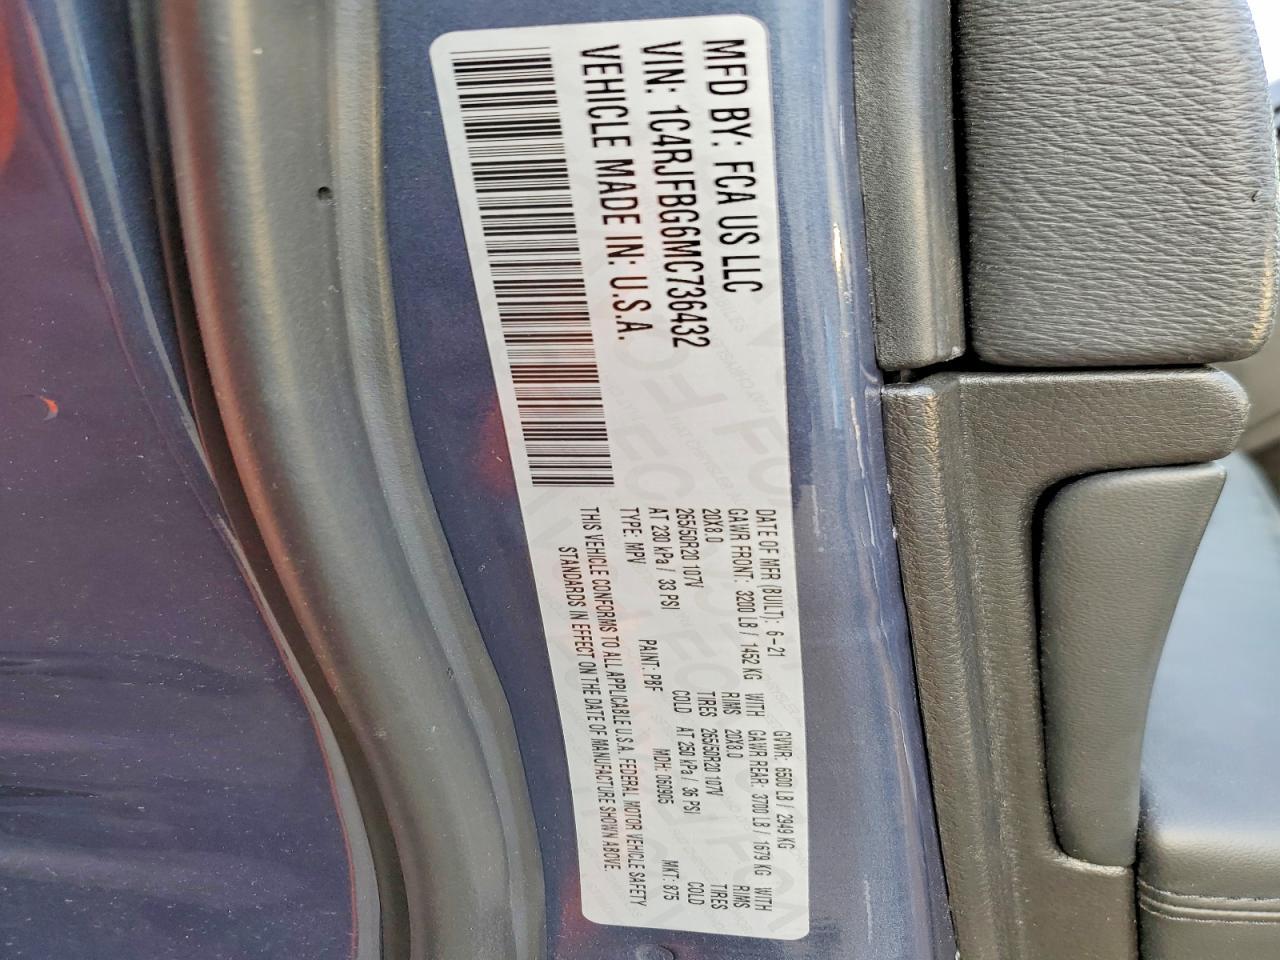 MFD BY: FCA US LLC
VIN: 1C4RJFBG6MC736432
VEHICLE MADE IN: U.S.A.
DATE OF MFR (BUILT): 6-21 GVWR: 6500 LB / 2949 KG
GAWR FRONT: 3200 LB / 1452 KG WITH GAWR REAR: 3700 LB / 1679 KG WITH
20X8.0 RIMS 20X8.0 RIMS
265/50R20 107V TIRES 265/50R20 107V TIRES
AT 230 kPa / 33 PSI COLD AT 250 kPa / 36 PSI COLD
TYPE: MPV PAINT: PBF MDH: 060905 MKT: 875
THIS VEHICLE CONFORMS TO ALL APPLICABLE U.S.A. FEDERAL MOTOR VEHICLE SAFETY
STANDARDS IN EFFECT ON THE DATE OF MANUFACTURE SHOWN ABOVE.